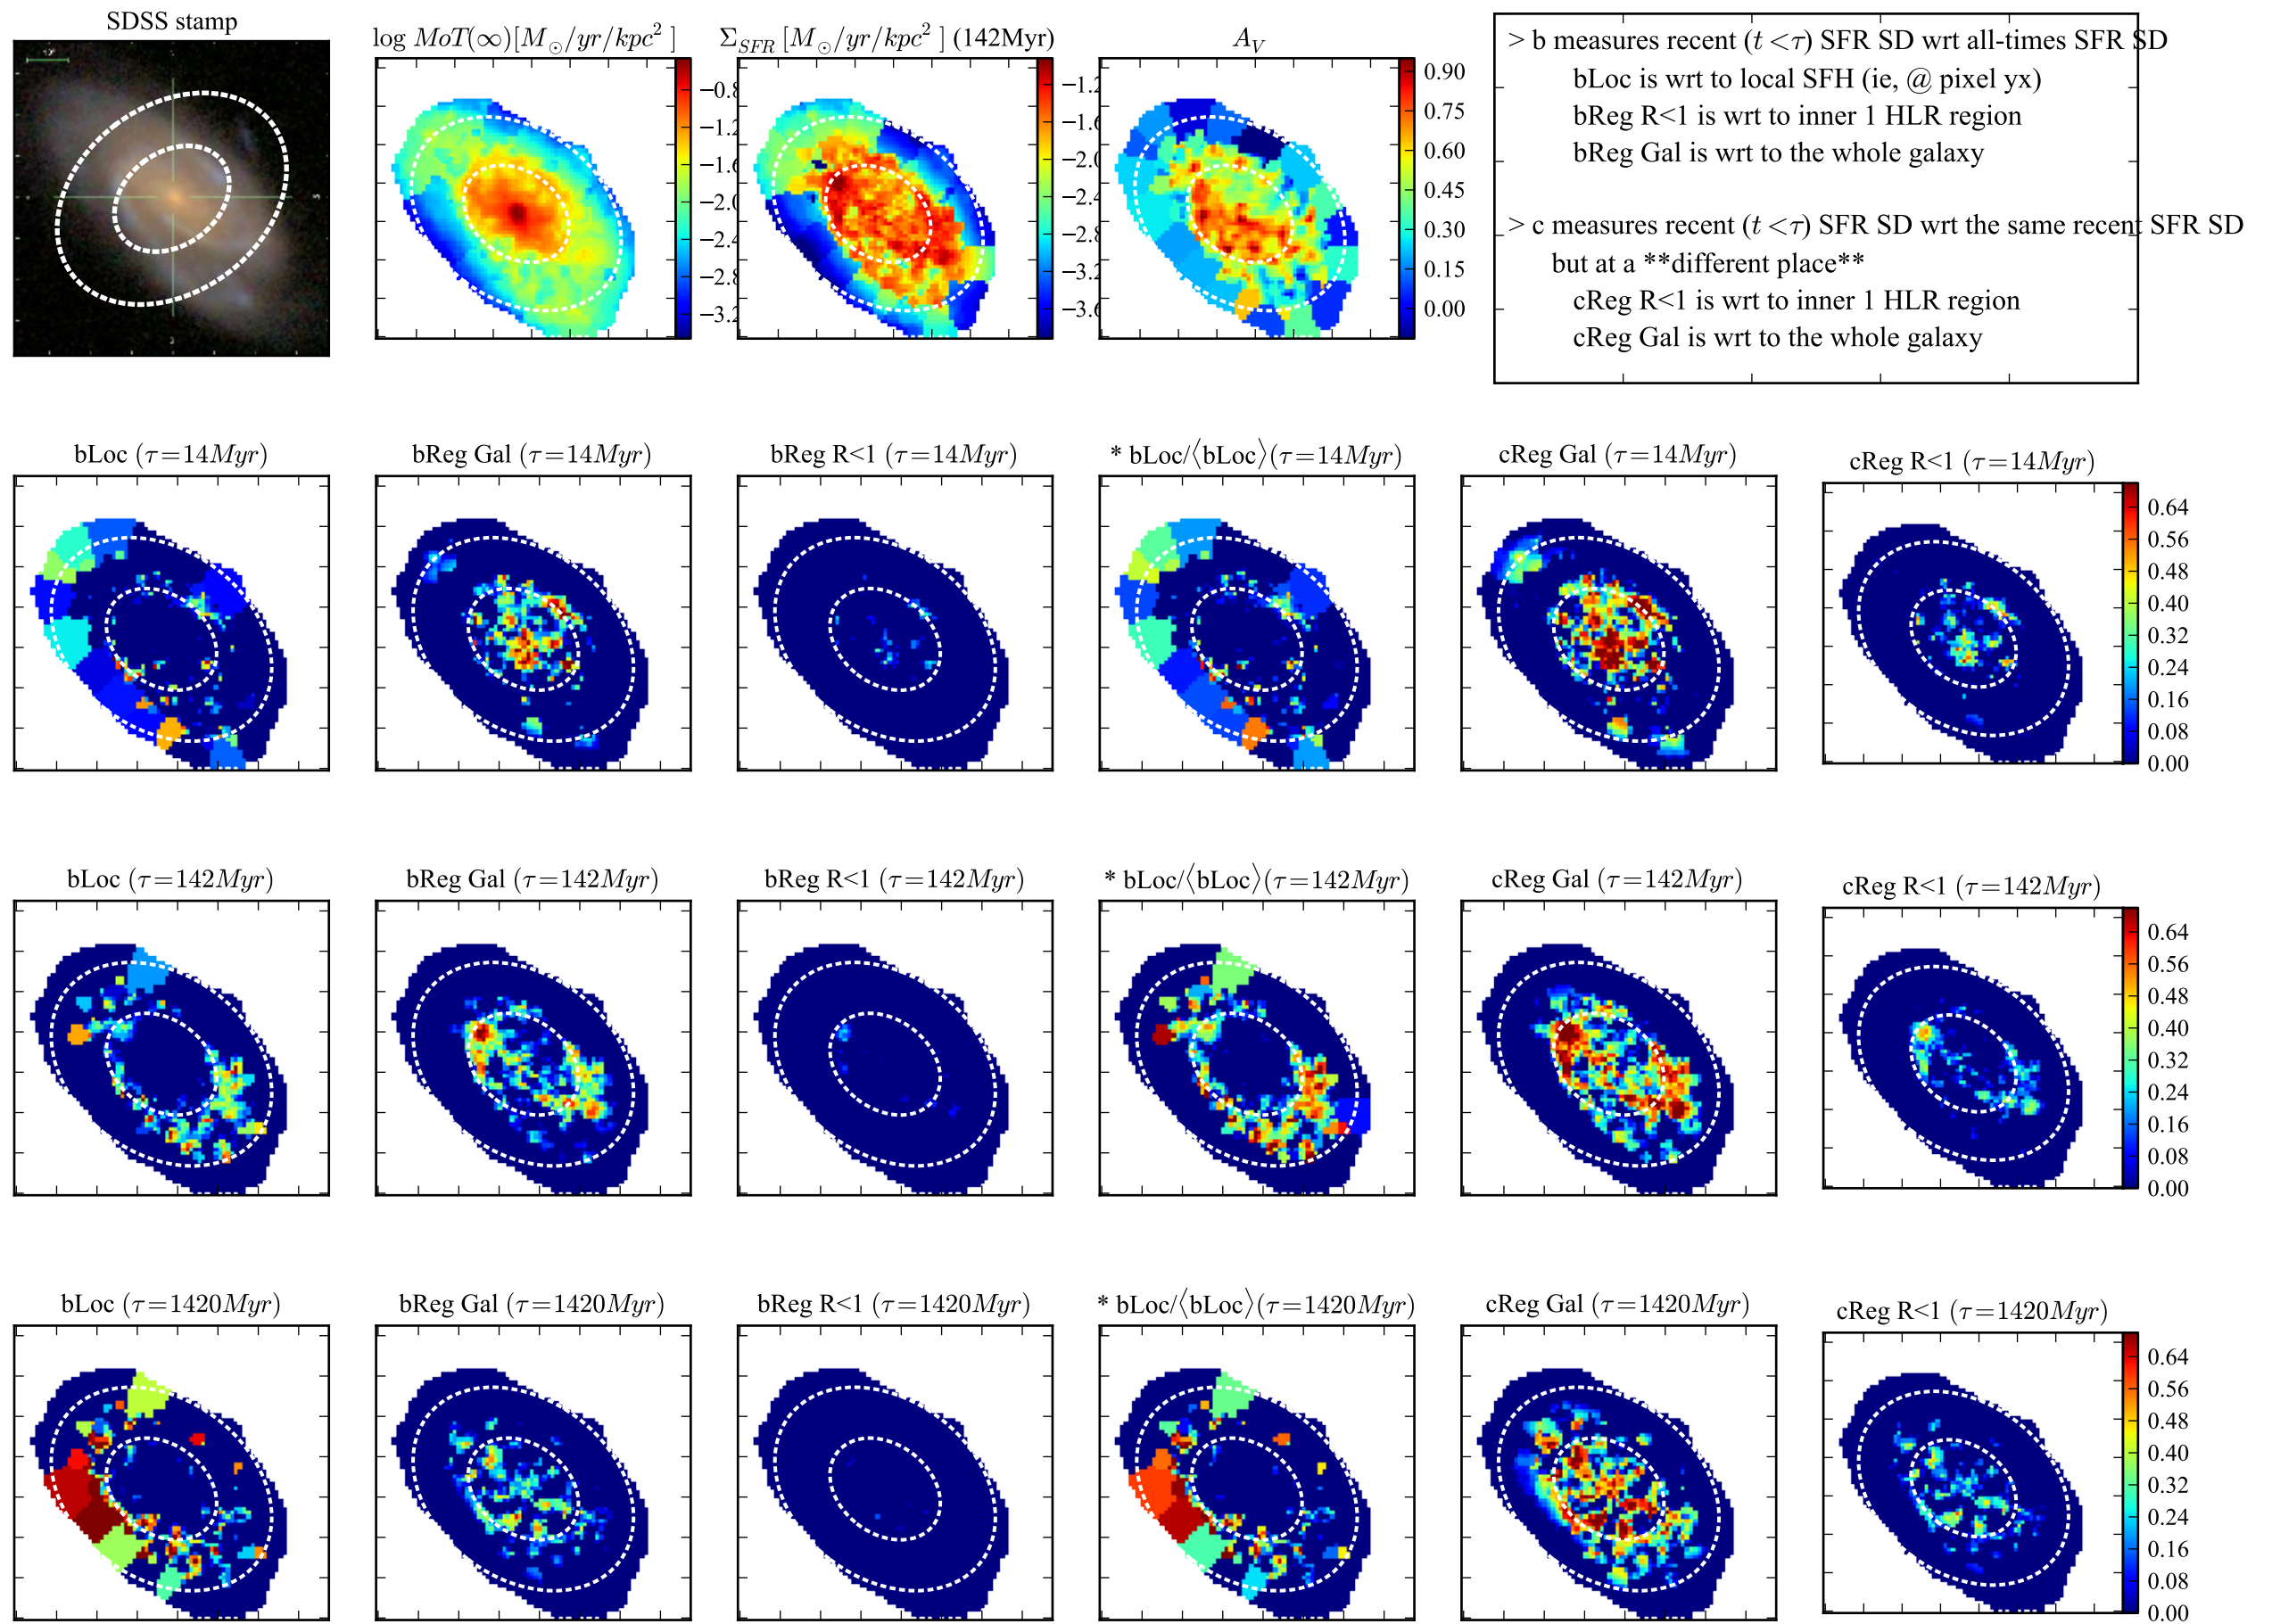 SDSS stamp
log MoT(∞)[M⊙/yr/kpc² ]
Σ_SFR [M⊙/yr/kpc² ] (142Myr)
A_V
−0.8
−1.2
−1.6
−2.0
−2.4
−2.8
−3.2
−1.2
−1.6
−2.0
−2.
−2.8
−3.2
−3.6
0.90
0.75
0.60
0.45
0.30
0.15
0.00
> b measures recent (t <τ) SFR SD wrt all-times SFR SD
bLoc is wrt to local SFH (ie, @ pixel yx)
bReg R<1 is wrt to inner 1 HLR region
bReg Gal is wrt to the whole galaxy
> c measures recent (t <τ) SFR SD wrt the same recent SFR SD
but at a **different place**
cReg R<1 is wrt to inner 1 HLR region
cReg Gal is wrt to the whole galaxy
bLoc (τ=14Myr)
bReg Gal (τ=14Myr)
bReg R<1 (τ=14Myr)
* bLoc/⟨bLoc⟩(τ=14Myr)
cReg Gal (τ=14Myr)
cReg R<1 (τ=14Myr)
0.64
0.56
0.48
0.40
0.32
0.24
0.16
0.08
0.00
bLoc (τ=142Myr)
bReg Gal (τ=142Myr)
bReg R<1 (τ=142Myr)
* bLoc/⟨bLoc⟩(τ=142Myr)
cReg Gal (τ=142Myr)
cReg R<1 (τ=142Myr)
0.64
0.56
0.48
0.40
0.32
0.24
0.16
0.08
0.00
bLoc (τ=1420Myr)
bReg Gal (τ=1420Myr)
bReg R<1 (τ=1420Myr)
* bLoc/⟨bLoc⟩(τ=1420Myr)
cReg Gal (τ=1420Myr)
cReg R<1 (τ=1420Myr)
0.64
0.56
0.48
0.40
0.32
0.24
0.16
0.08
0.00